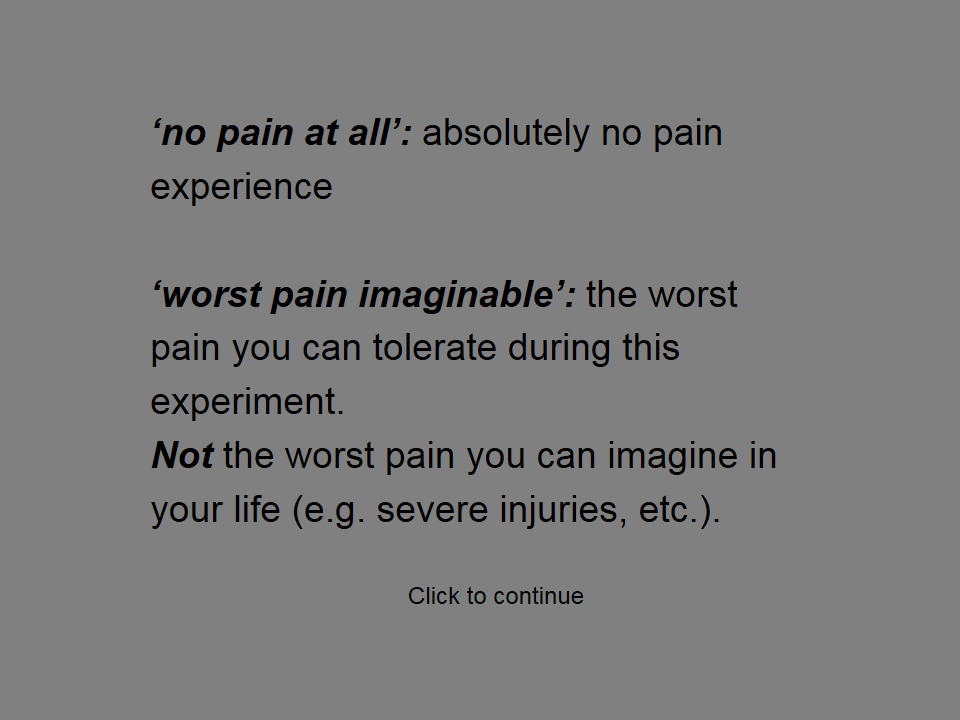 ‘no pain at all’: absolutely no pain
experience
‘worst pain imaginable’: the worst
pain you can tolerate during this
experiment.
Not the worst pain you can imagine in
your life (e.g. severe injuries, etc.).
Click to continue